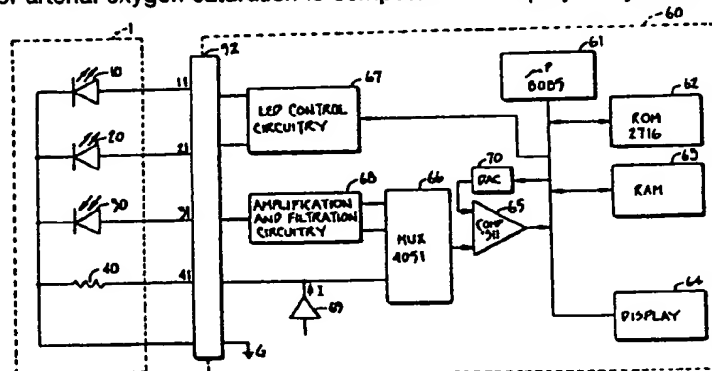 or arterial oxygen saturation is
60
1
92
61
10
11
67
µP
8085
62
LED CONTROL
CIRCUITRY
ROM
2716
20
21
70
63
DAC
68
66
65
RAM
30
31
AMPLIFICATION
AND FILTRATION
CIRCUITRY
MUX
4051
COMP
311
40
41
I
69
64
DISPLAY
G